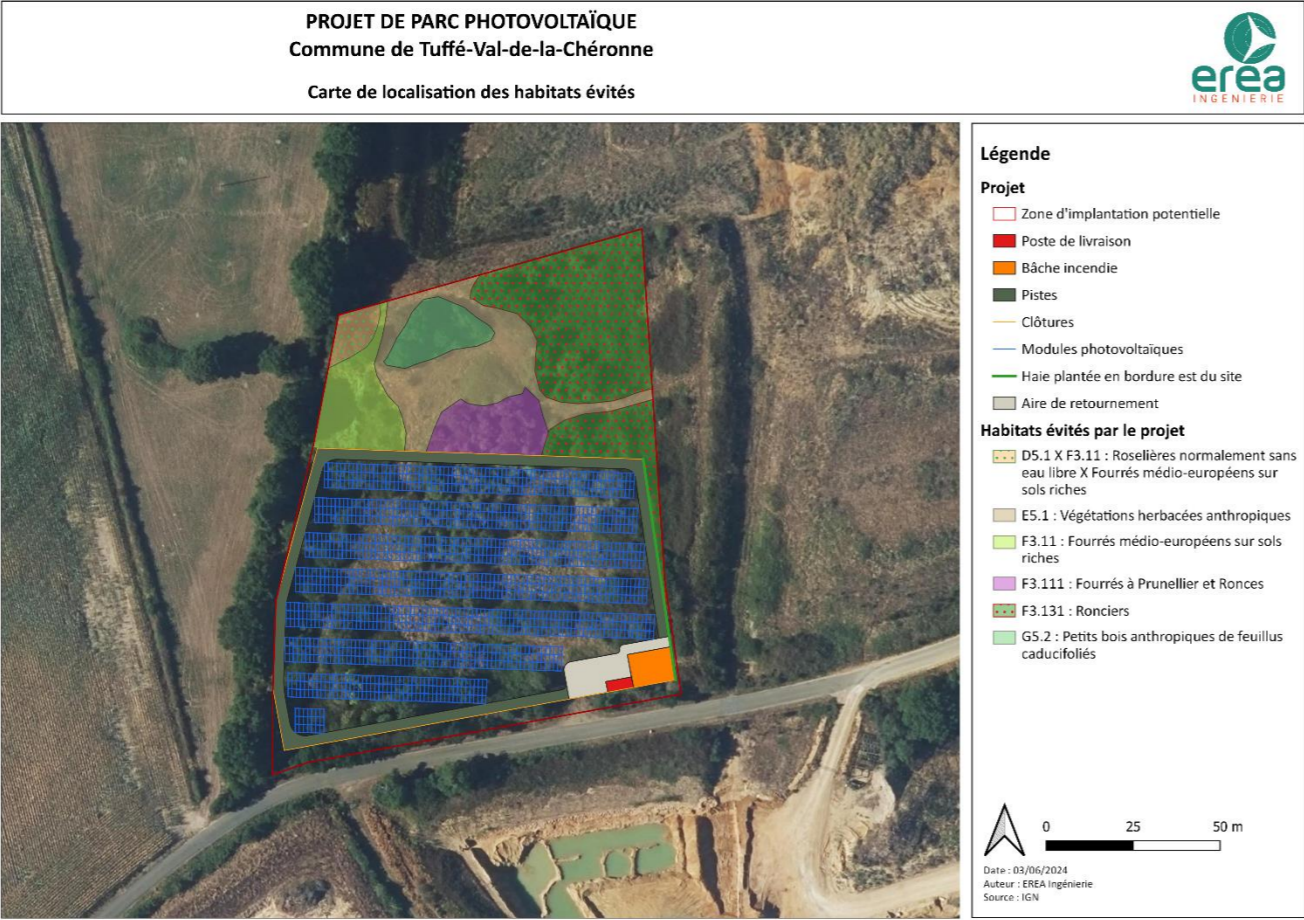 PROJET DE PARC PHOTOVOLTAÏQUE
Commune de Tuffé-Val-de-la-Chéronne
Carte de localisation des habitats évités
erea
INGENIERIE
Légende
Projet
Zone d'implantation potentielle
Poste de livraison
Bâche incendie
Pistes
Clôtures
Modules photovoltaïques
Haie plantée en bordure est du site
Aire de retournement
Habitats évités par le projet
D5.1 X F3.11 : Roselières normalement sans
eau libre X Fourrés médio-européens sur
sols riches
E5.1 : Végétations herbacées anthropiques
F3.11 : Fourrés médio-européens sur sols
riches
F3.111 : Fourrés à Prunellier et Ronces
F3.131 : Ronciers
G5.2 : Petits bois anthropiques de feuillus
caducifoliés
0 25 50 m
Date : 03/06/2024
Auteur : EREA Ingénierie
Source : IGN